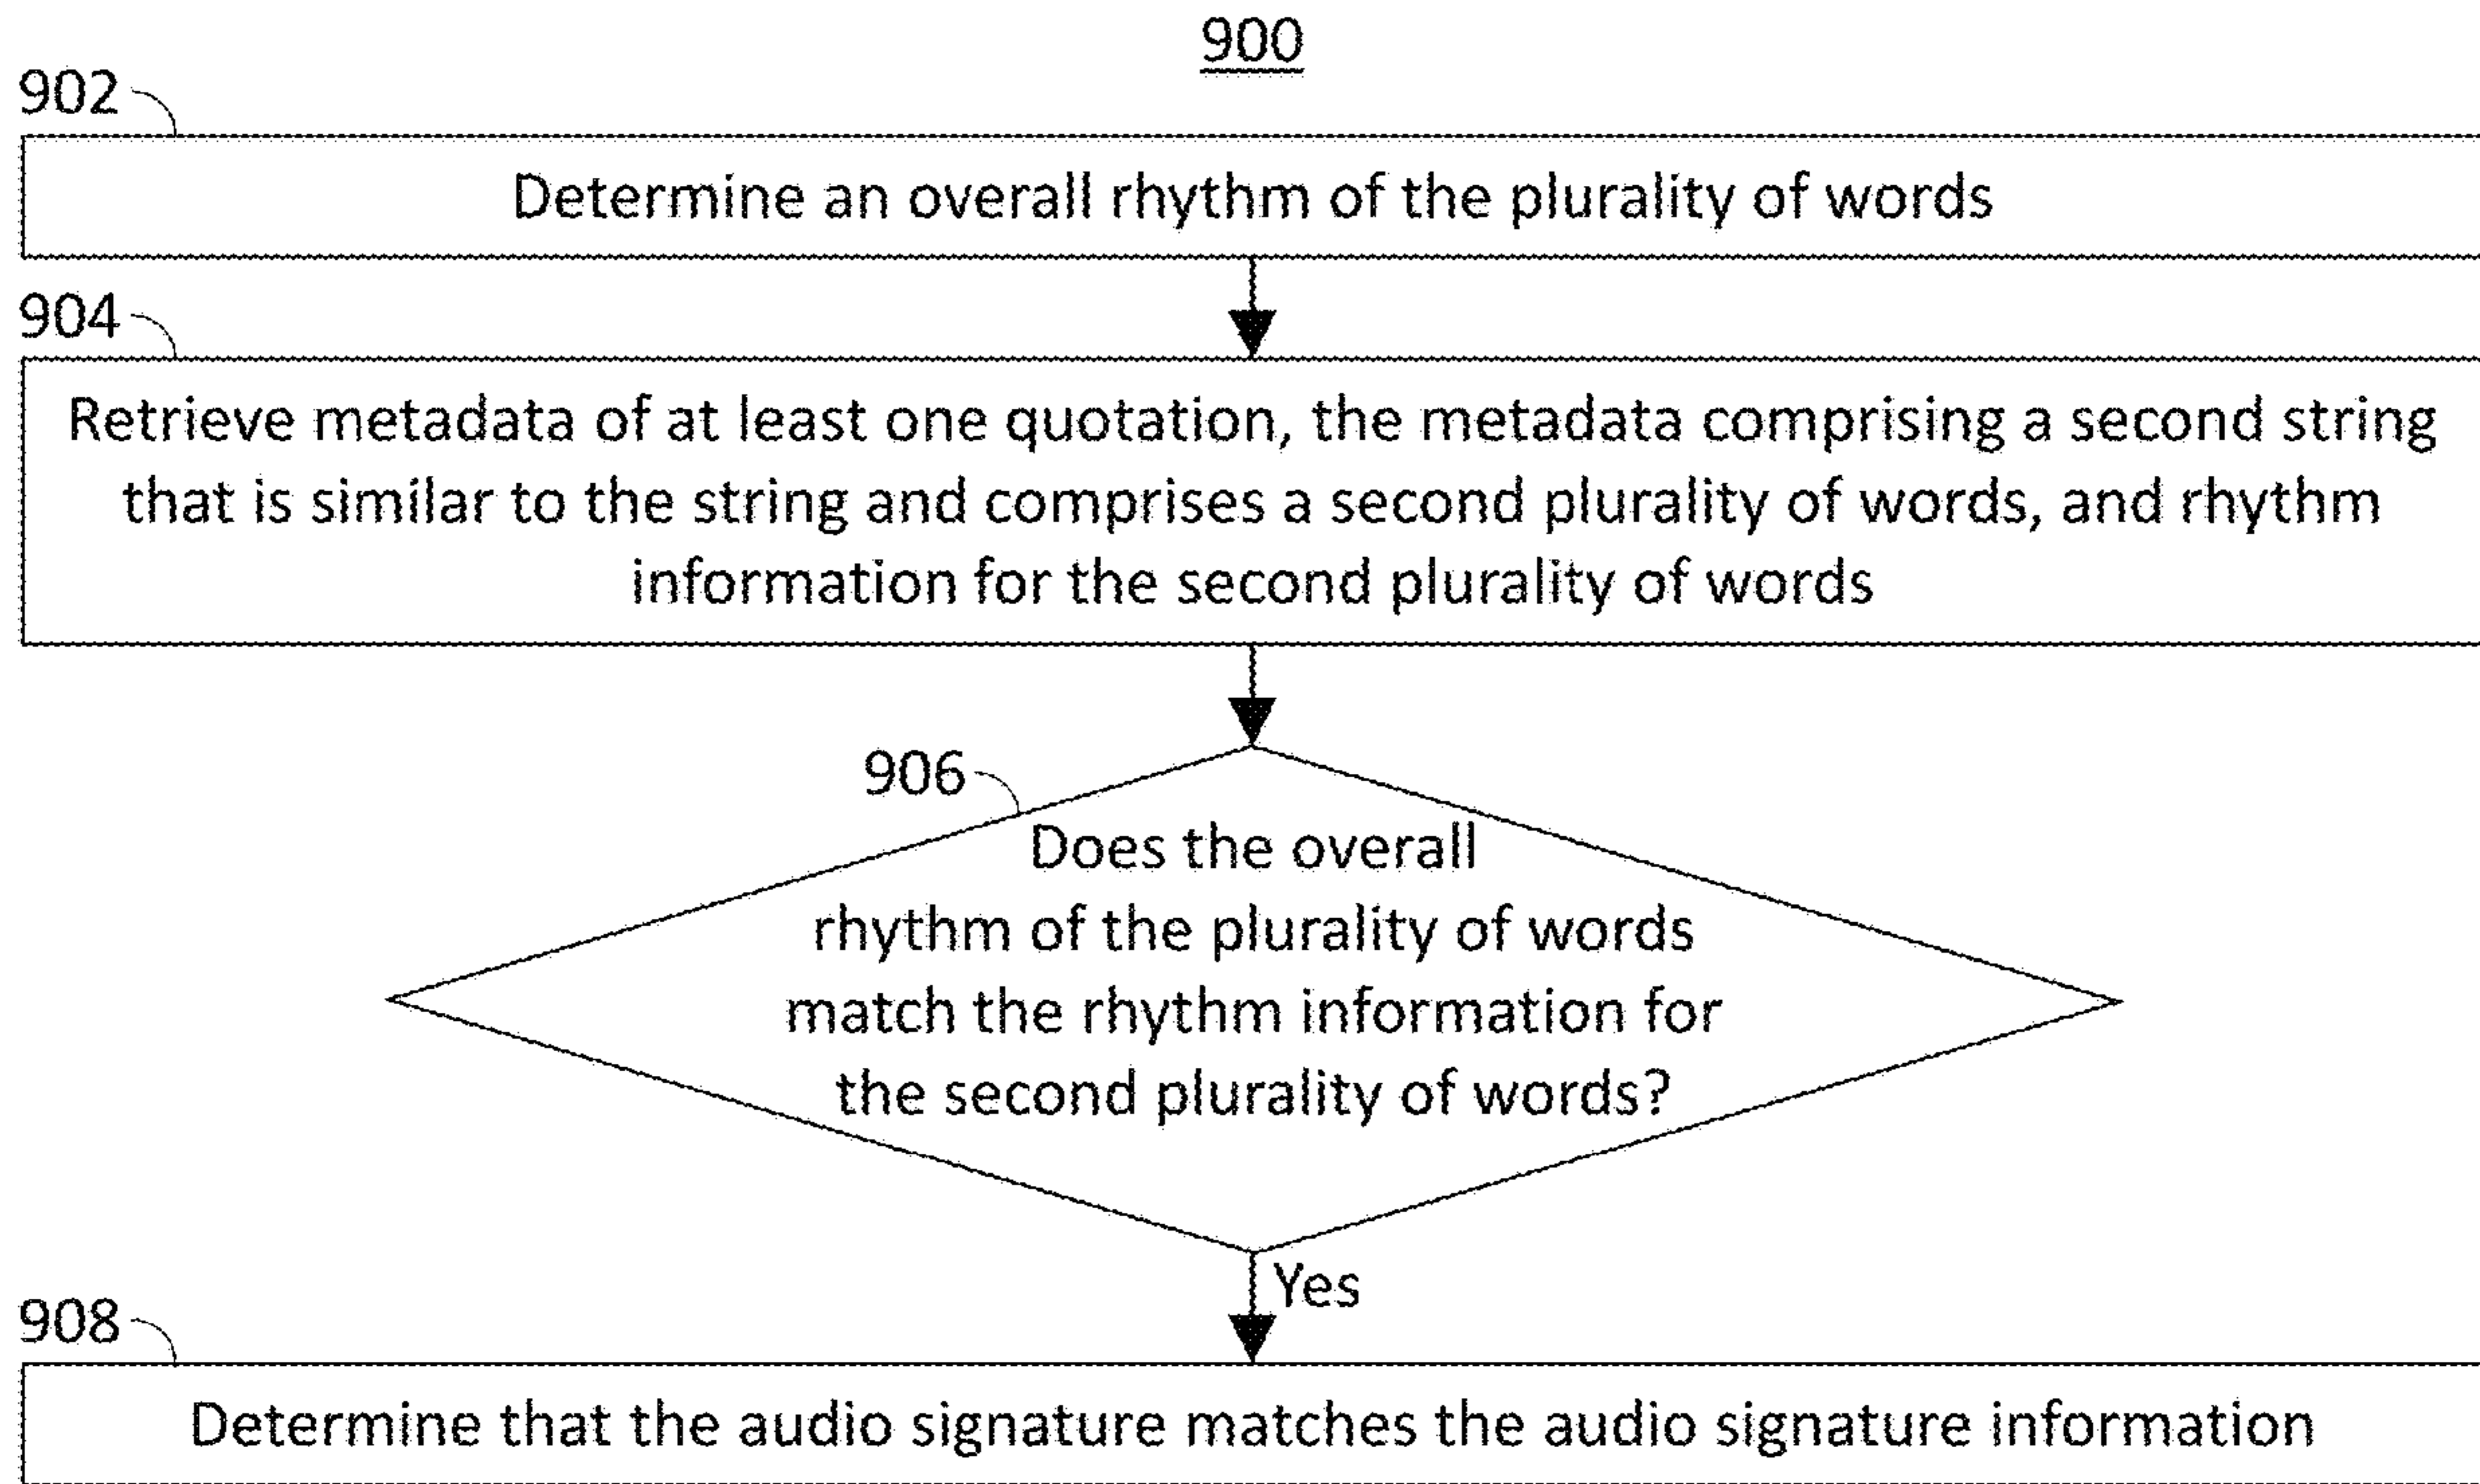 900
902
Determine an overall rhythm of the plurality of words
904
Retrieve metadata of at least one quotation, the metadata comprising a second string
that is similar to the string and comprises a second plurality of words, and rhythm
information for the second plurality of words
906
Does the overall
rhythm of the plurality of words
match the rhythm information for
the second plurality of words?
Yes
908
Determine that the audio signature matches the audio signature information